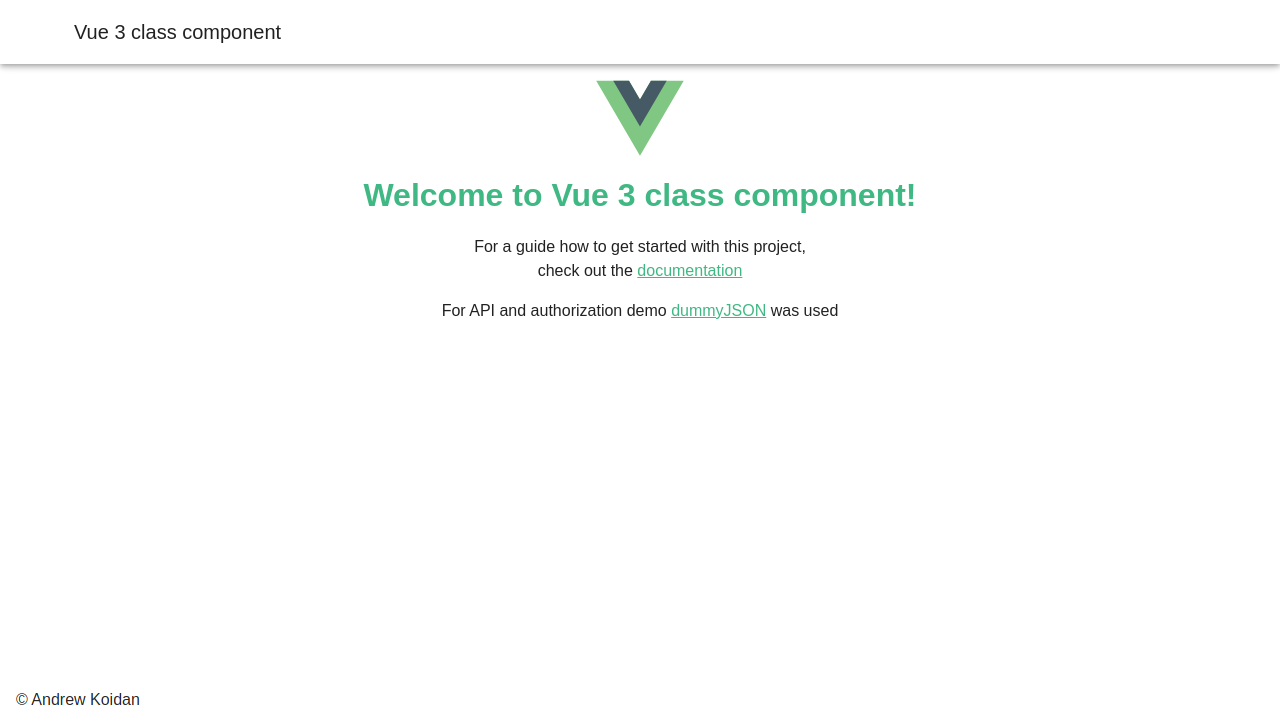 Vue 3 class component
Welcome to Vue 3 class component!
For a guide how to get started with this project,
check out the documentation
For API and authorization demo dummyJSON was used
© Andrew Koidan